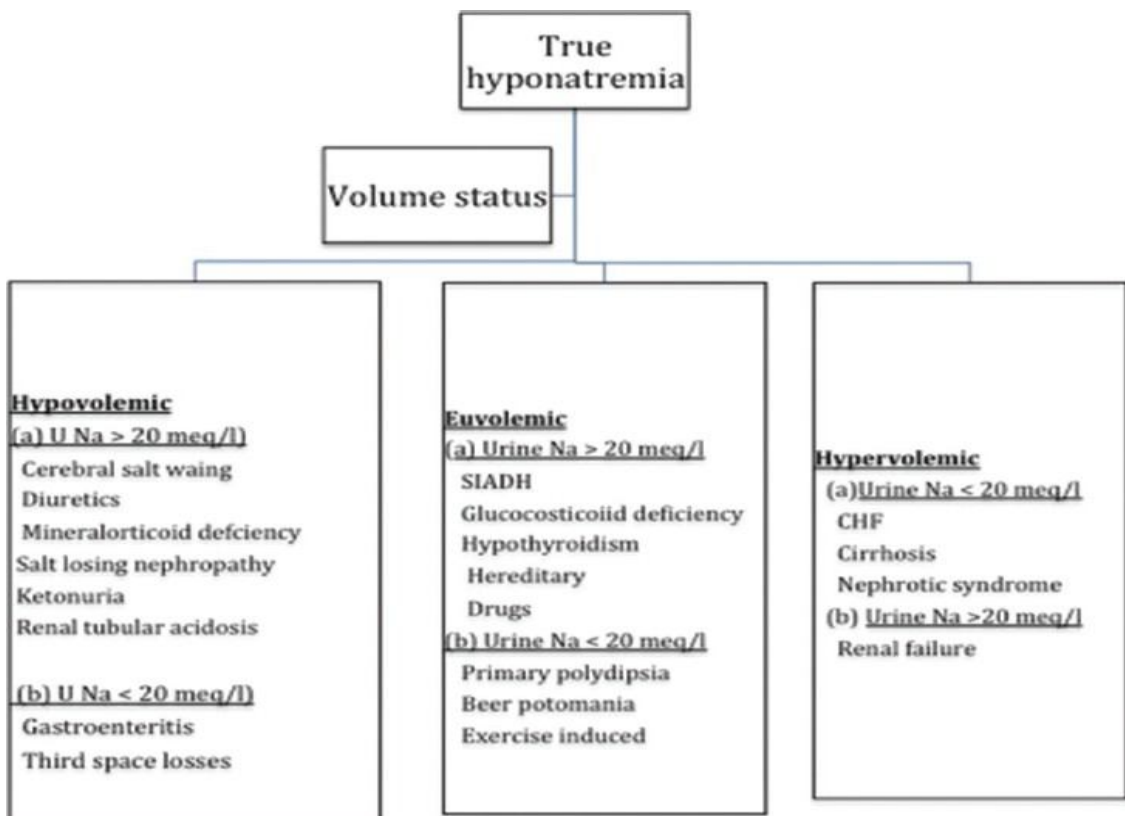 True
hyponatremia
Volume status
Hypovolemic
(a) U Na > 20 meq/l)
Cerebral salt waing
Diuretics
Mineralorticoid defciency
Salt losing nephropathy
Ketonuria
Renal tubular acidosis
(b) U Na < 20 meq/l)
Gastroenteritis
Third space losses
Euvolemic
(a) Urine Na > 20 meq/l
SIADH
Glucocosticoiid deficiency
Hypothyroidism
Hereditary
Drugs
(b) Urine Na < 20 meq/l
Primary polydipsia
Beer potomania
Exercise induced
Hypervolemic
(a)Urine Na < 20 meq/l
CHF
Cirrhosis
Nephrotic syndrome
(b) Urine Na >20 meq/l
Renal failure